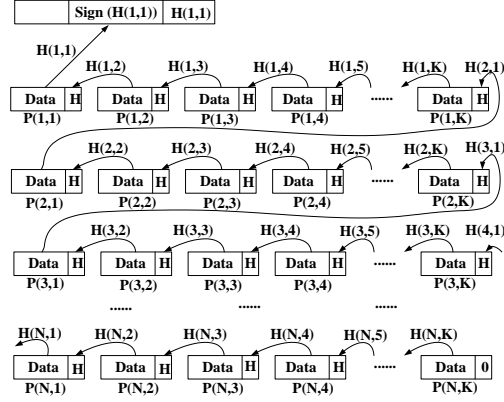 Sign (H(1,1)) H(1,1)
H(1,1) H(1,2) H(1,3) H(1,4) H(1,5) H(1,K) H(2,1)
Data H Data H Data H Data H ...... Data H
P(1,1) P(1,2) P(1,3) P(1,4) P(1,K)
H(2,2) H(2,3) H(2,4) H(2,5) H(2,K) H(3,1)
Data H Data H Data H Data H ...... Data H
P(2,1) P(2,2) P(2,3) P(2,4) P(2,K)
H(3,2) H(3,3) H(3,4) H(3,5) H(3,K) H(4,1)
Data H Data H Data H Data H ...... Data H
P(3,1) P(3,2) P(3,3) P(3,4) P(3,K)
...... ...... ......
H(N,1) H(N,2) H(N,3) H(N,4) H(N,5) H(N,K)
Data H Data H Data H Data H ...... Data 0
P(N,1) P(N,2) P(N,3) P(N,4) P(N,K)